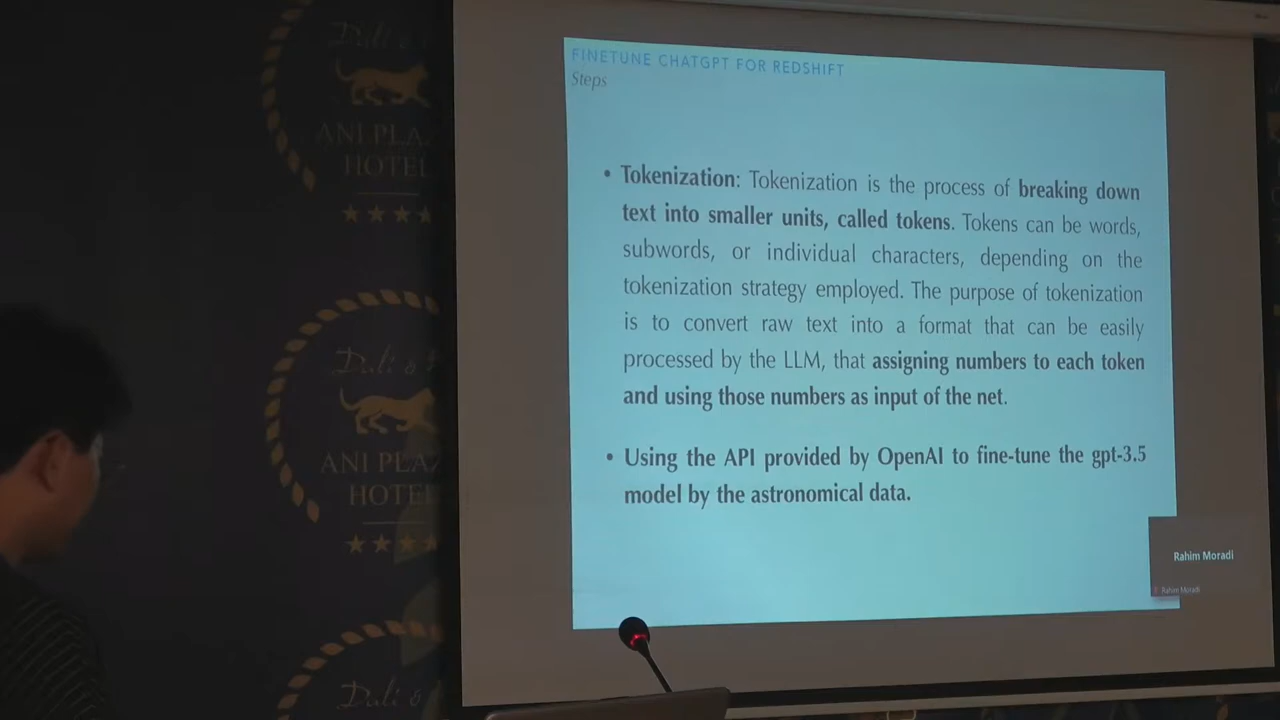 FINETUNE CHATGPT FOR REDSHIFT
Steps
• Tokenization: Tokenization is the process of breaking down
text into smaller units, called tokens. Tokens can be words,
subwords, or individual characters, depending on the
tokenization strategy employed. The purpose of tokenization
is to convert raw text into a format that can be easily
processed by the LLM, that assigning numbers to each token
and using those numbers as input of the net.
• Using the API provided by OpenAI to fine-tune the gpt-3.5
model by the astronomical data.
Rahim Moradi
Rahim Moradi
ANI PLA
HOTEL
ANI PLA
HOTEL